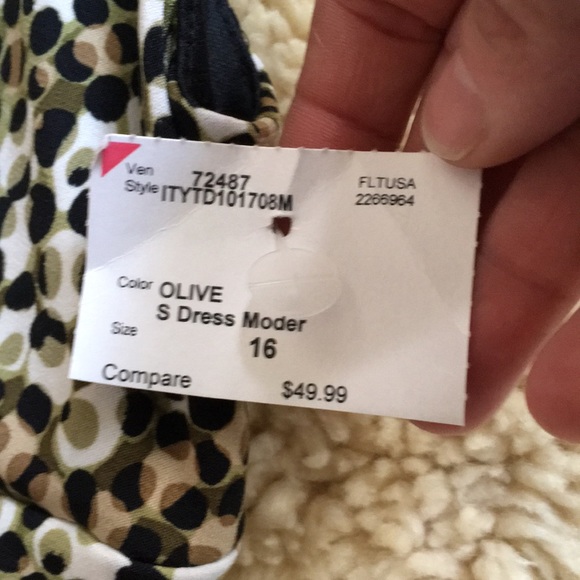 Ven 72487 FLTUSA
Style ITYTD101708M 2266964
Color OLIVE
S Dress Moder
Size 16
Compare $49.99